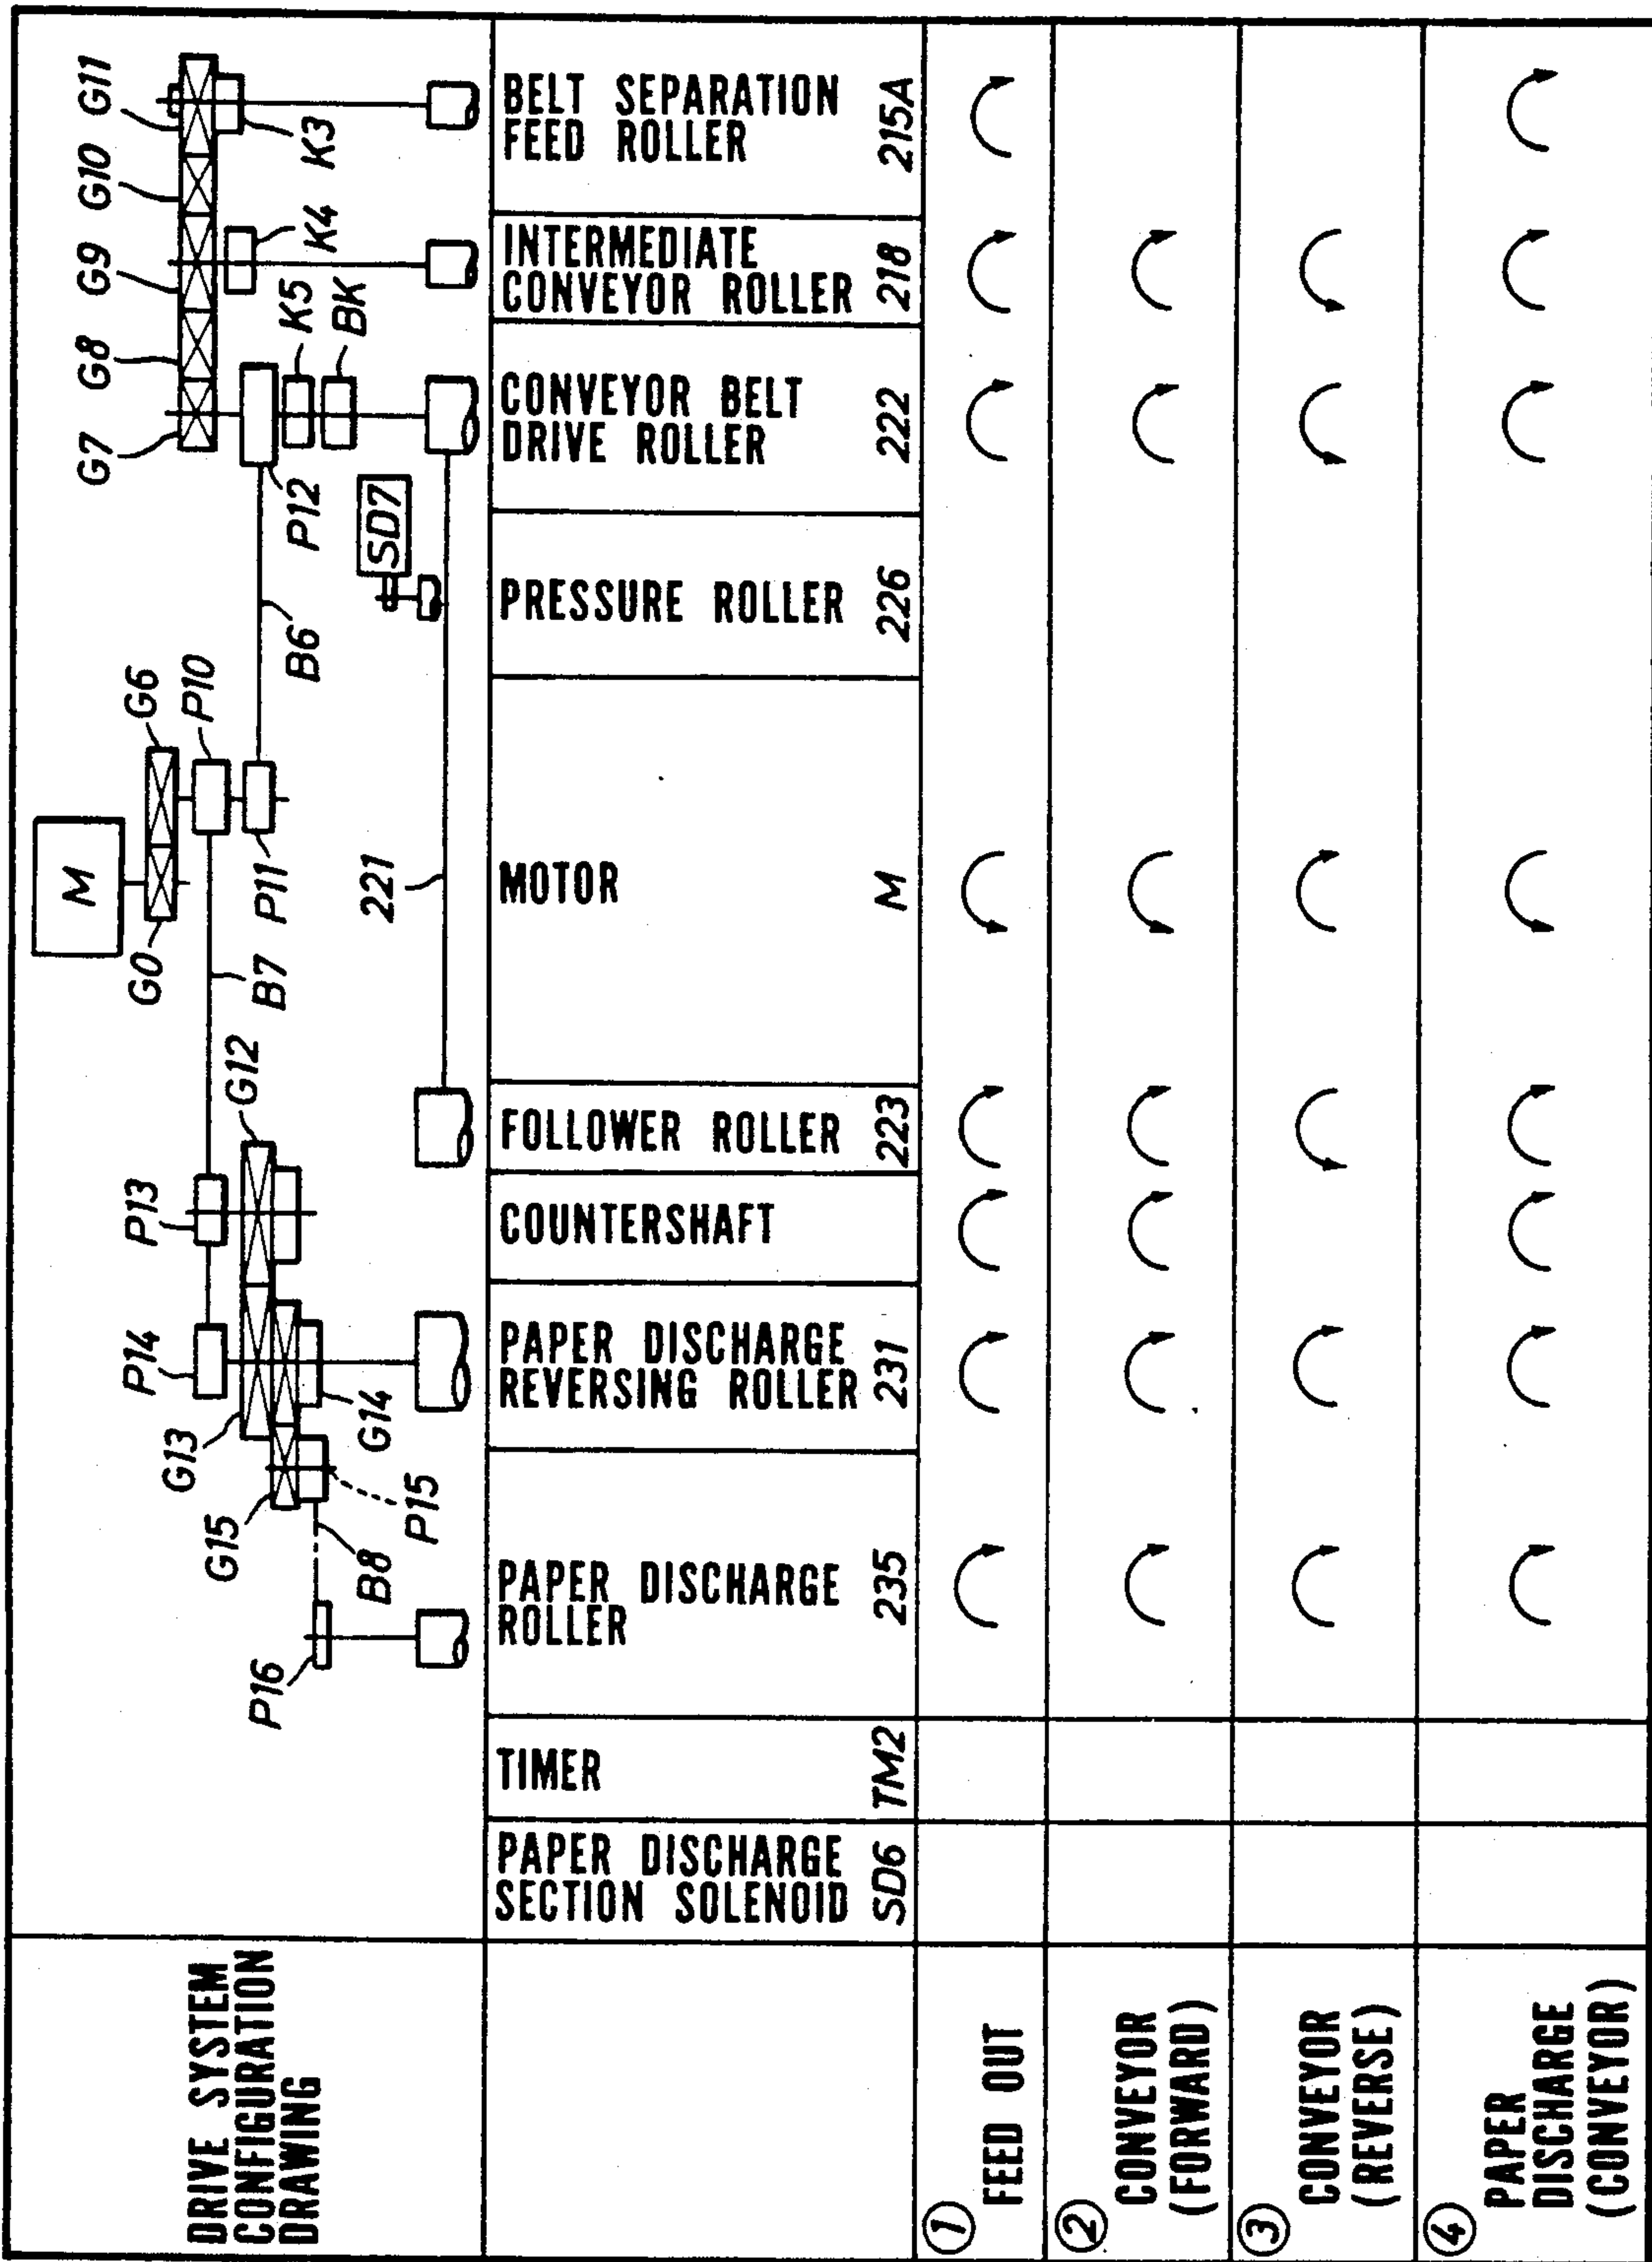 DRIVE SYSTEM
CONFIGURATION
DRAWING
P16
G15
B8
P15
G13
G14
P14
P13
G12
221
G0
M
B7
P11
G6
P10
B6
SD7
P12
G7
G8
G9
G10
G11
K5
BK
K4
K3
PAPER DISCHARGE
SECTION SOLENOID SD6
TIMER
TM2
PAPER DISCHARGE
ROLLER
235
PAPER DISCHARGE
REVERSING ROLLER 231
COUNTERSHAFT
FOLLOWER ROLLER 223
MOTOR
M
PRESSURE ROLLER 226
CONVEYOR BELT
DRIVE ROLLER
222
INTERMEDIATE
CONVEYOR ROLLER 218
BELT SEPARATION
FEED ROLLER
215A
① FEED OUT
② CONVEYOR
(FORWARD)
③ CONVEYOR
(REVERSE)
④ PAPER
DISCHARGE
(CONVEYOR)